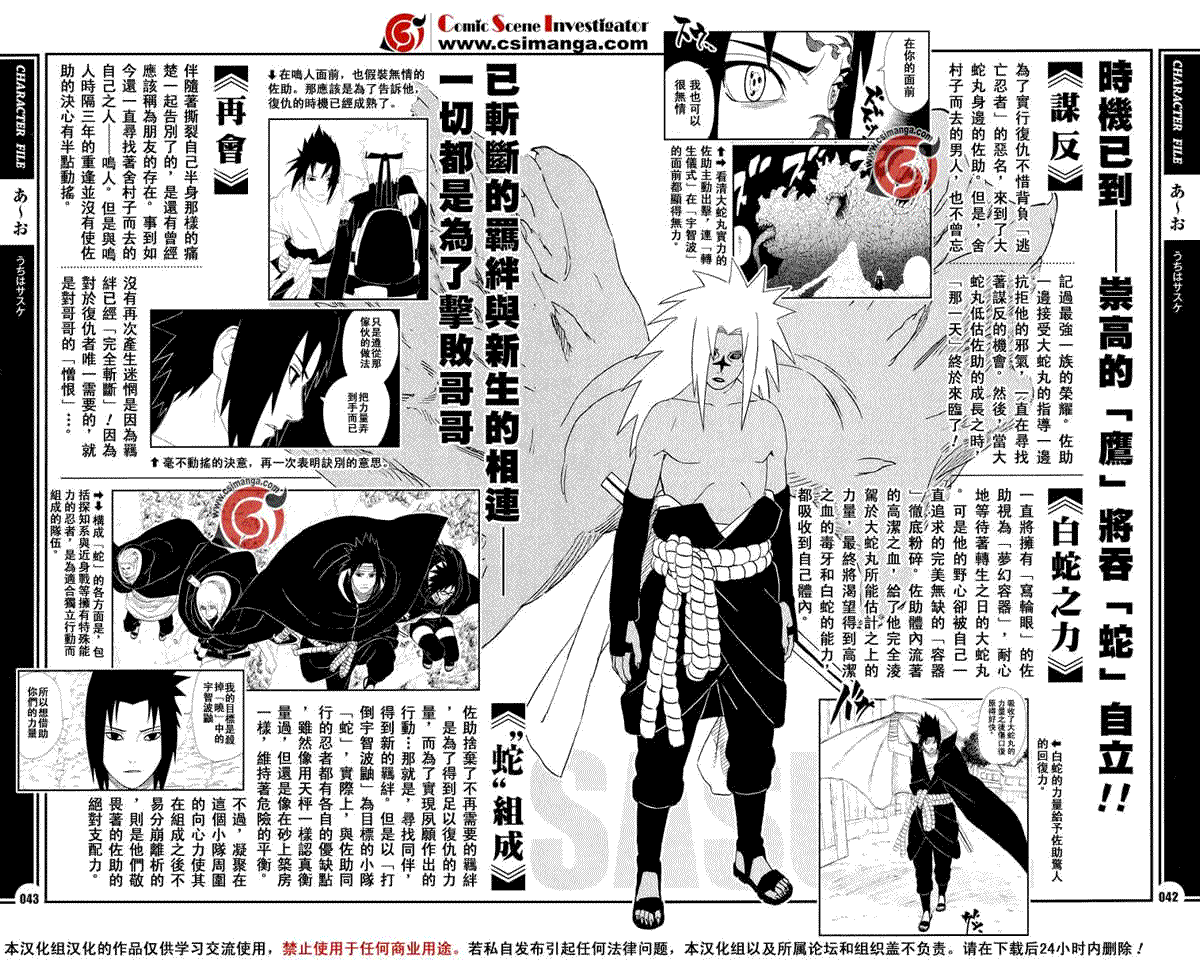 Comic Scene Investigator
www.csimanga.com
CHARACTER FILE
あ〜お
うちはサスケ
042
時機已到——崇高的「鷹」將吞「蛇」自立!!
《謀反》
為了實行復仇不惜背負「逃
亡忍者」的惡名，來到了大
蛇丸身邊的佐助。但是，舍
村子而去的男人，也不曾忘
記過最強一族的榮耀。佐助
一邊接受大蛇丸的指導一邊
抗拒他的邪氣，一直在尋找
著謀反的機會。然後，當大
蛇丸低估佐助的成長之時，
「那一天」終於來臨了！
在你的面前
我也可以
很無情
www.csimanga.com
⬆➡看清大蛇丸實力的
佐助主動出擊，連「轉
生儀式」在「宇智波」
的面前都顯得無力。
《白蛇之力》
一直將擁有「寫輪眼」的佐
助視為「夢幻容器」，耐心
地等待著轉生之日的大蛇丸
。可是他的野心卻被自己一
直追求的完美無缺的「容器
」徹底粉碎。佐助體內流著
的高潔之血，給了他完全淩
駕於大蛇丸所能估計之上的
力量，最終將渴望得到高潔
之血的毒牙和白蛇的能力，
都吸收到自己體內。
吸收了大蛇丸的
力量之後傷口復
原得好快。
⬅白蛇的力量給予佐助驚人
的回復力。
已斬斷的羈絆與新生的相連——
一切都是為了擊敗哥哥
⬇在鳴人面前，也假裝無情的
佐助。那應該是為了告訴他，
復仇的時機已經成熟了。
《再會》
伴隨著撕裂自己半身那樣的痛
楚一起告別了的，是還有曾經
應該稱為朋友的存在。事到如
今還一直尋找著舍村子而去的
自己之人——鳴人。但是與鳴
人時隔三年的重逢並沒有使佐
助的決心有半點動搖。
沒有再次產生迷惘是因為羈
絆已經「完全斬斷」！因為
對於復仇者唯一需要的，就
是對哥哥的「憎恨」……。
只是遵從那
傢伙的做法
把力量弄
到手而已
⬆毫不動搖的決意，再一次表明訣別的意思。
www.csimanga.com
➡構成「蛇」的各方面是，包
括探知系與近身戰等擁有特殊能
力的忍者，是為適合獨立行動而
組成的隊伍。
《”蛇“組成》
佐助捨棄了不再需要的羈絆
，是為了得到足以復仇的力
量，而為了實現夙願作出的
行動…那就是，尋找同伴，
得到新的羈絆。但是以「打
倒宇智波鼬」為目標的小隊
「蛇」，實際上，與佐助同
行的忍者都有各自的優缺點
，雖然像用天枰一樣認真衡
量過，但還是像在砂上築房
一樣，維持著危險的平衡。
不過，凝聚在
這個小隊周圍
的向心力使其
在組成之後不
易分崩離析的
，則是他們敬
畏著的佐助的
絕對支配力。
我的目標是殺
掉「曉」中的
宇智波鼬
所以想借助
你們的力量
SASU
CHARACTER FILE
あ〜お
うちはサスケ
043
本汉化组汉化的作品仅供学习交流使用，禁止使用于任何商业用途。若私自发布引起任何法律问题，本汉化组以及所属论坛和组织盖不负责。请在下载后24小时内删除！